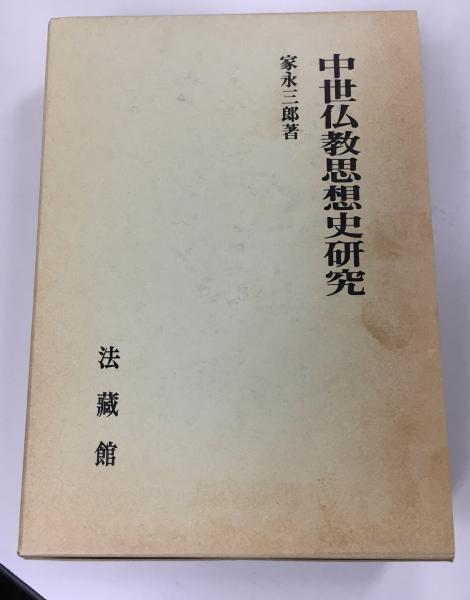 中世仏教思想史研究
家永三郎著
法藏館